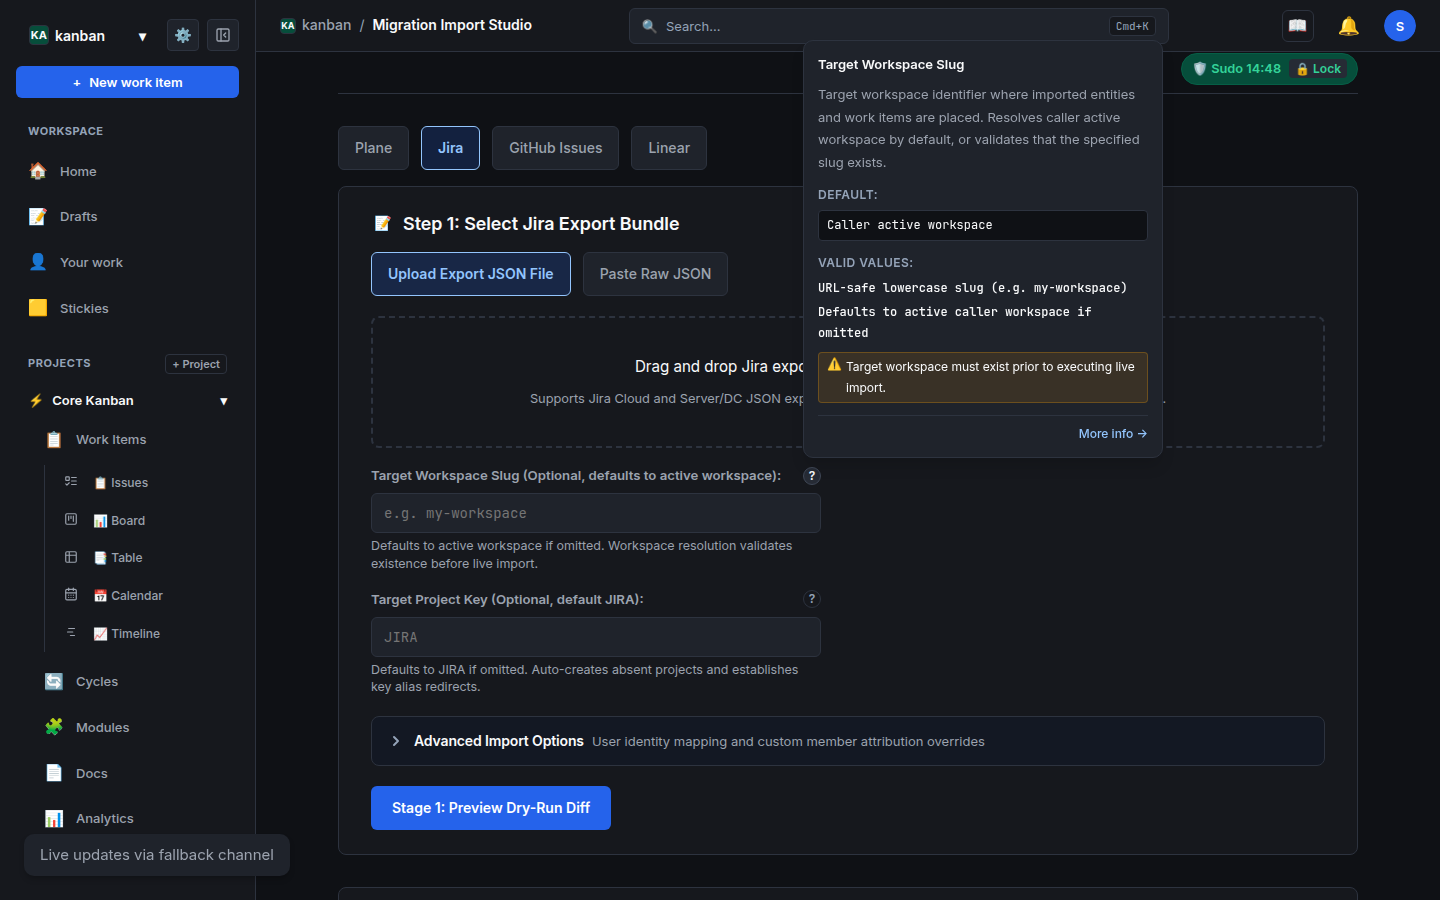 KA kanban ▾
+ New work item
WORKSPACE
Home
Drafts
Your work
Stickies
PROJECTS
+ Project
Core Kanban ▾
Work Items
Issues
Board
Table
Calendar
Timeline
Cycles
Modules
Docs
Analytics
Live updates via fallback channel
KA kanban / Migration Import Studio
Search...
Cmd+K
S
Sudo 14:48
Lock
Plane
Jira
GitHub Issues
Linear
Step 1: Select Jira Export Bundle
Upload Export JSON File
Paste Raw JSON
Drag and drop Jira expo
Supports Jira Cloud and Server/DC JSON exp
.
Target Workspace Slug
Target workspace identifier where imported entities
and work items are placed. Resolves caller active
workspace by default, or validates that the specified
slug exists.
DEFAULT:
Caller active workspace
VALID VALUES:
URL-safe lowercase slug (e.g. my-workspace)
Defaults to active caller workspace if
omitted
Target workspace must exist prior to executing live
import.
More info →
Target Workspace Slug (Optional, defaults to active workspace):
?
e.g. my-workspace
Defaults to active workspace if omitted. Workspace resolution validates
existence before live import.
Target Project Key (Optional, default JIRA):
?
JIRA
Defaults to JIRA if omitted. Auto-creates absent projects and establishes
key alias redirects.
Advanced Import Options User identity mapping and custom member attribution overrides
Stage 1: Preview Dry-Run Diff